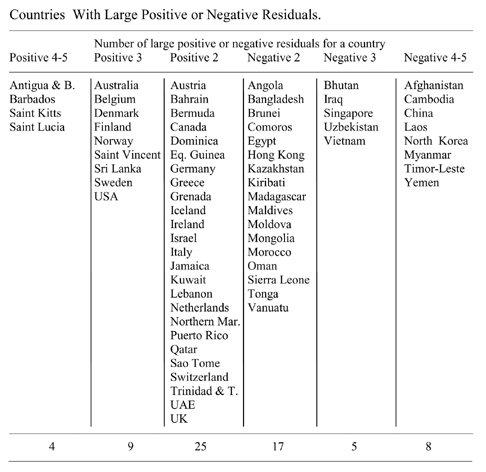 Countries With Large Positive or Negative Residuals.
Number of large positive or negative residuals for a country
Positive 4-5 Positive 3 Positive 2 Negative 2 Negative 3 Negative 4-5
Antigua & B. Australia Austria Angola Bhutan Afghanistan
Barbados Belgium Bahrain Bangladesh Iraq Cambodia
Saint Kitts Denmark Bermuda Brunei Singapore China
Saint Lucia Finland Canada Comoros Uzbekistan Laos
Norway Dominica Egypt Vietnam North Korea
Saint Vincent Eq. Guinea Hong Kong Myanmar
Sri Lanka Germany Kazakhstan Timor-Leste
Sweden Greece Kiribati Yemen
USA Grenada Madagascar
Iceland Maldives
Ireland Moldova
Israel Mongolia
Italy Morocco
Jamaica Oman
Kuwait Sierra Leone
Lebanon Tonga
Netherlands Vanuatu
Northern Mar.
Puerto Rico
Qatar
Sao Tome
Switzerland
Trinidad & T.
UAE
UK
4 9 25 17 5 8